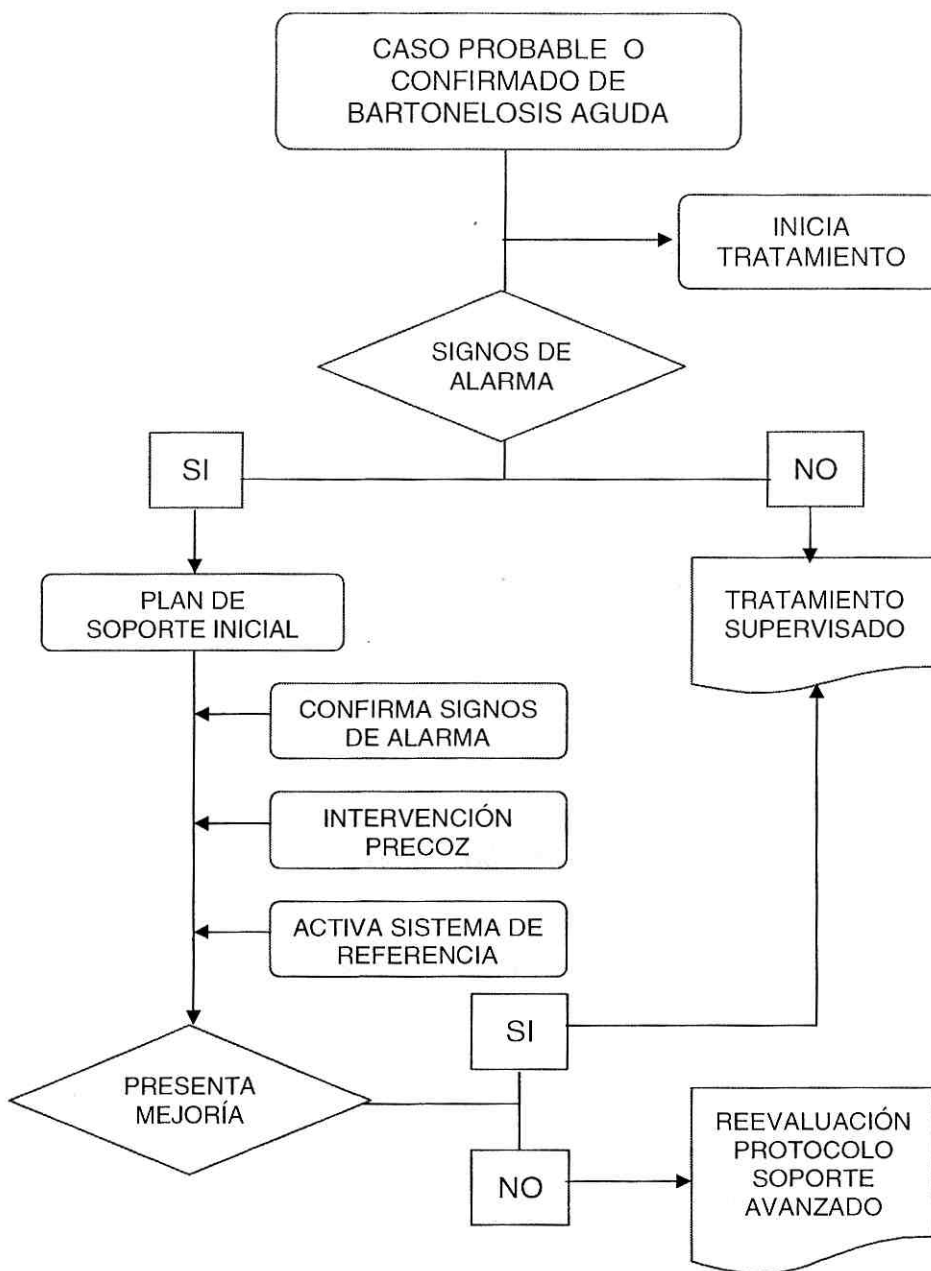 CASO PROBABLE O
CONFIRMADO DE
BARTONELOSIS AGUDA
INICIA
TRATAMIENTO
SIGNOS DE
ALARMA
SI
NO
PLAN DE
SOPORTE INICIAL
TRATAMIENTO
SUPERVISADO
CONFIRMA SIGNOS
DE ALARMA
INTERVENCIÓN
PRECOZ
ACTIVA SISTEMA DE
REFERENCIA
SI
PRESENTA
MEJORÍA
NO
REEVALUACIÓN
PROTOCOLO
SOPORTE
AVANZADO